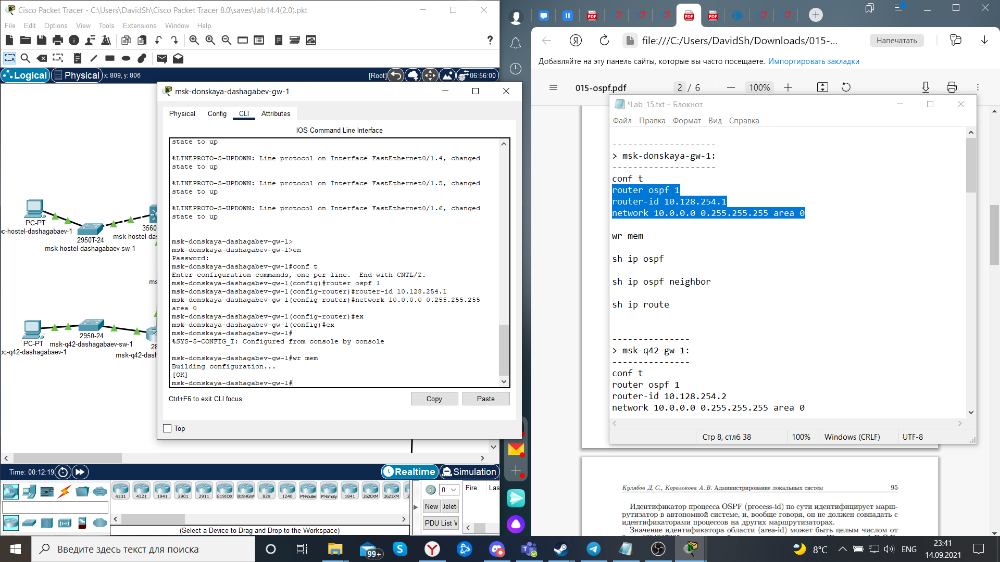 Cisco Packet Tracer - C:\Users\DavidSh\Cisco Packet Tracer 8.0\saves\lab14.4(2.0).pkt
File Edit Options View Tools Extensions Window Help
Logical Physical x: 809, y: 806 [Root] 06:56:00
PC-PT
pc-hostel-dashagabaev-1
2950T-24
msk-hostel-dashagabaev-sw-1
3560
msk-hostel-das
ms
PC-PT
pc-q42-dashagabaev-1
2950-24
msk-q42-dashagabaev-sw-1
28
msk-q42-dash
msk-donskaya-dashagabev-gw-1
Physical Config CLI Attributes
IOS Command Line Interface
state to up
%LINEPROTO-5-UPDOWN: Line protocol on Interface FastEthernet0/1.4, changed
state to up
%LINEPROTO-5-UPDOWN: Line protocol on Interface FastEthernet0/1.5, changed
state to up
%LINEPROTO-5-UPDOWN: Line protocol on Interface FastEthernet0/1.6, changed
state to up
msk-donskaya-dashagabev-gw-1>
msk-donskaya-dashagabev-gw-1>en
Password:
msk-donskaya-dashagabev-gw-1#conf t
Enter configuration commands, one per line.  End with CNTL/Z.
msk-donskaya-dashagabev-gw-1(config)#router ospf 1
msk-donskaya-dashagabev-gw-1(config-router)#router-id 10.128.254.1
msk-donskaya-dashagabev-gw-1(config-router)#network 10.0.0.0 0.255.255.255
area 0
msk-donskaya-dashagabev-gw-1(config-router)#ex
msk-donskaya-dashagabev-gw-1(config)#ex
msk-donskaya-dashagabev-gw-1#
%SYS-5-CONFIG_I: Configured from console by console
msk-donskaya-dashagabev-gw-1#wr mem
Building configuration...
[OK]
msk-donskaya-dashagabev-gw-1#
Ctrl+F6 to exit CLI focus
Copy Paste
Top
Time: 00:12:19
Realtime Simulation
4331 4321 1941 2901 2911 819IOX 819HGW 829 1240 PT-Router PT-Empty 1841 2620XM 2621XM 2
0
New Delete
PDU List W
Fire Las
(Select a Device to Drag and Drop to the Workspace)
PDF PDF PDF
file:///C:/Users/DavidSh/Downloads/015-...
Напечатать
Добавляйте на эту панель сайты, которые вы часто посещаете. Импортировать закладки
015-ospf.pdf 2 / 6 100%
*Lab_15.txt – Блокнот
Файл Правка Формат Вид Справка
--------------------
> msk-donskaya-gw-1:
--------------------
conf t
router ospf 1
router-id 10.128.254.1
network 10.0.0.0 0.255.255.255 area 0
wr mem
sh ip ospf
sh ip ospf neighbor
sh ip route
---------------
> msk-q42-gw-1:
---------------
conf t
router ospf 1
router-id 10.128.254.2
network 10.0.0.0 0.255.255.255 area 0
Стр 8, стлб 38 100% Windows (CRLF) UTF-8
Кулябов Д. С., Королькова А. В. Администрирование локальных систем 95
Идентификатор процесса OSPF (process-id) по сути идентифицирует марш-
рутизатор в автономной системе, и, вообще говоря, он не должен совпадать с
идентификаторами процессов на других маршрутизаторах.
Значение идентификатора области (area-id) может быть целым числом от
Введите здесь текст для поиска
99+
8°C
ENG
23:41
14.09.2021